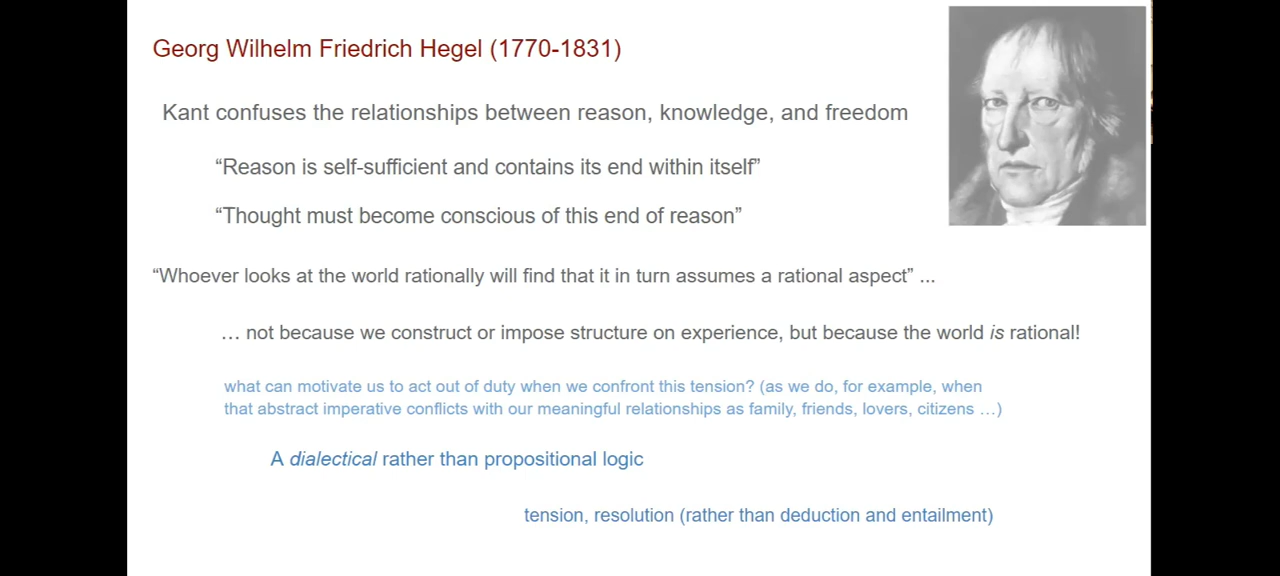 Georg Wilhelm Friedrich Hegel (1770-1831)
Kant confuses the relationships between reason, knowledge, and freedom
“Reason is self-sufficient and contains its end within itself”
“Thought must become conscious of this end of reason”
“Whoever looks at the world rationally will find that it in turn assumes a rational aspect” ...
… not because we construct or impose structure on experience, but because the world is rational!
what can motivate us to act out of duty when we confront this tension? (as we do, for example, when
that abstract imperative conflicts with our meaningful relationships as family, friends, lovers, citizens …)
A dialectical rather than propositional logic
tension, resolution (rather than deduction and entailment)